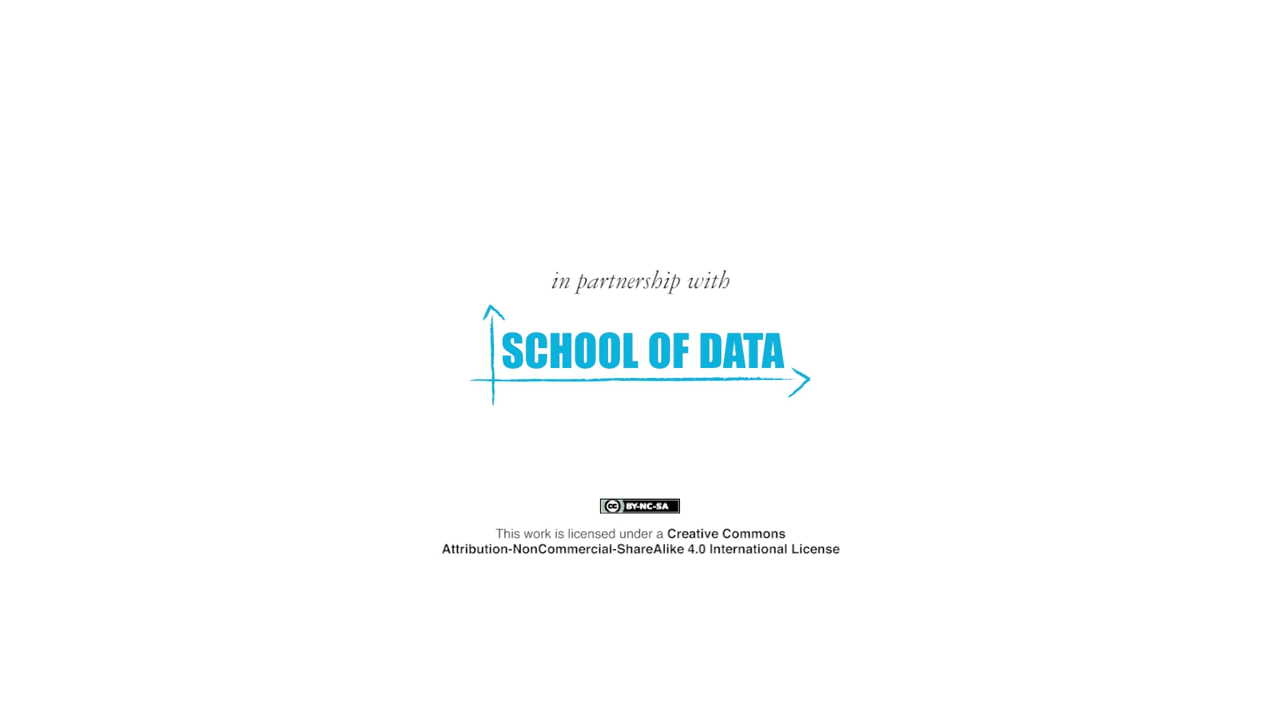 in partnership with
SCHOOL OF DATA
CC BY-NC-SA
This work is licensed under a Creative Commons
Attribution-NonCommercial-ShareAlike 4.0 International License